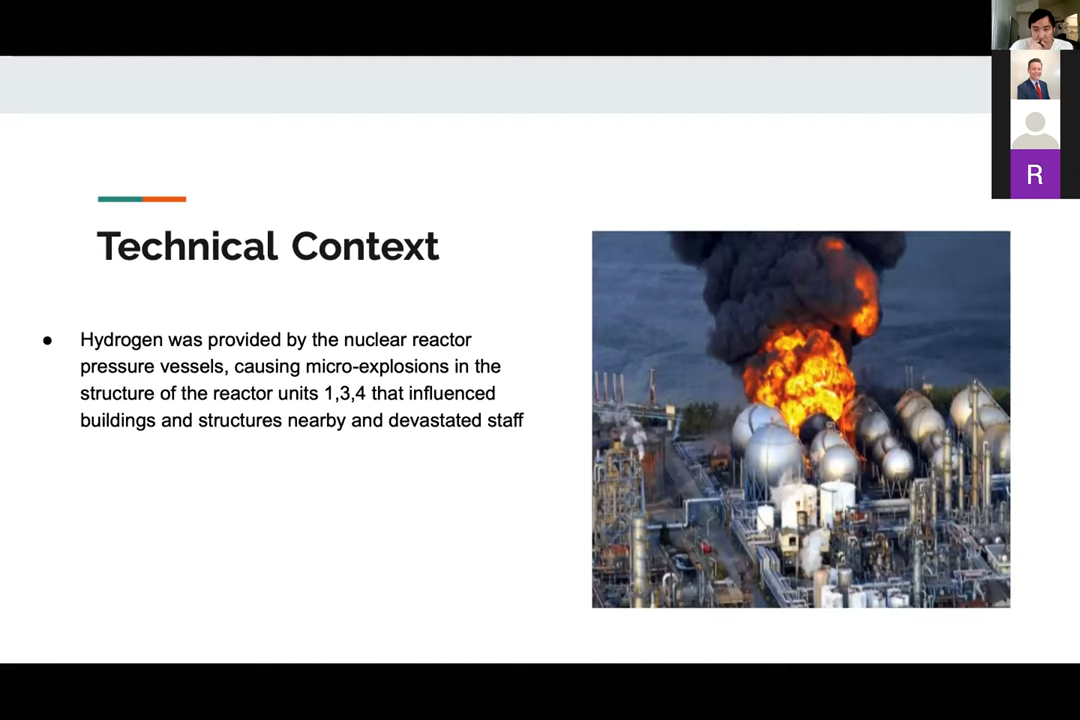 R
Technical Context
● Hydrogen was provided by the nuclear reactor
pressure vessels, causing micro-explosions in the
structure of the reactor units 1,3,4 that influenced
buildings and structures nearby and devastated staff